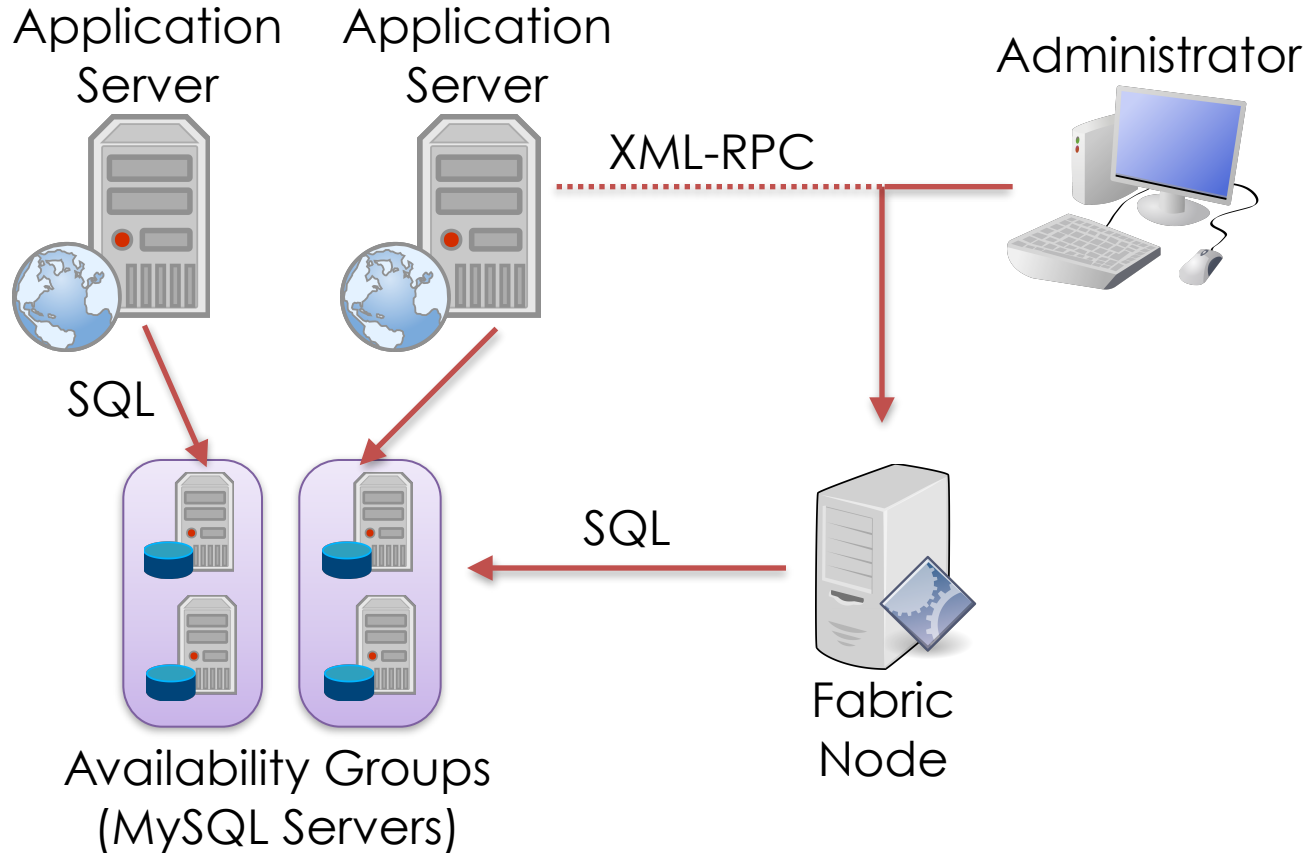 Application
Server
Application
Server
Administrator
XML-RPC
SQL
SQL
Fabric
Node
Availability Groups
(MySQL Servers)